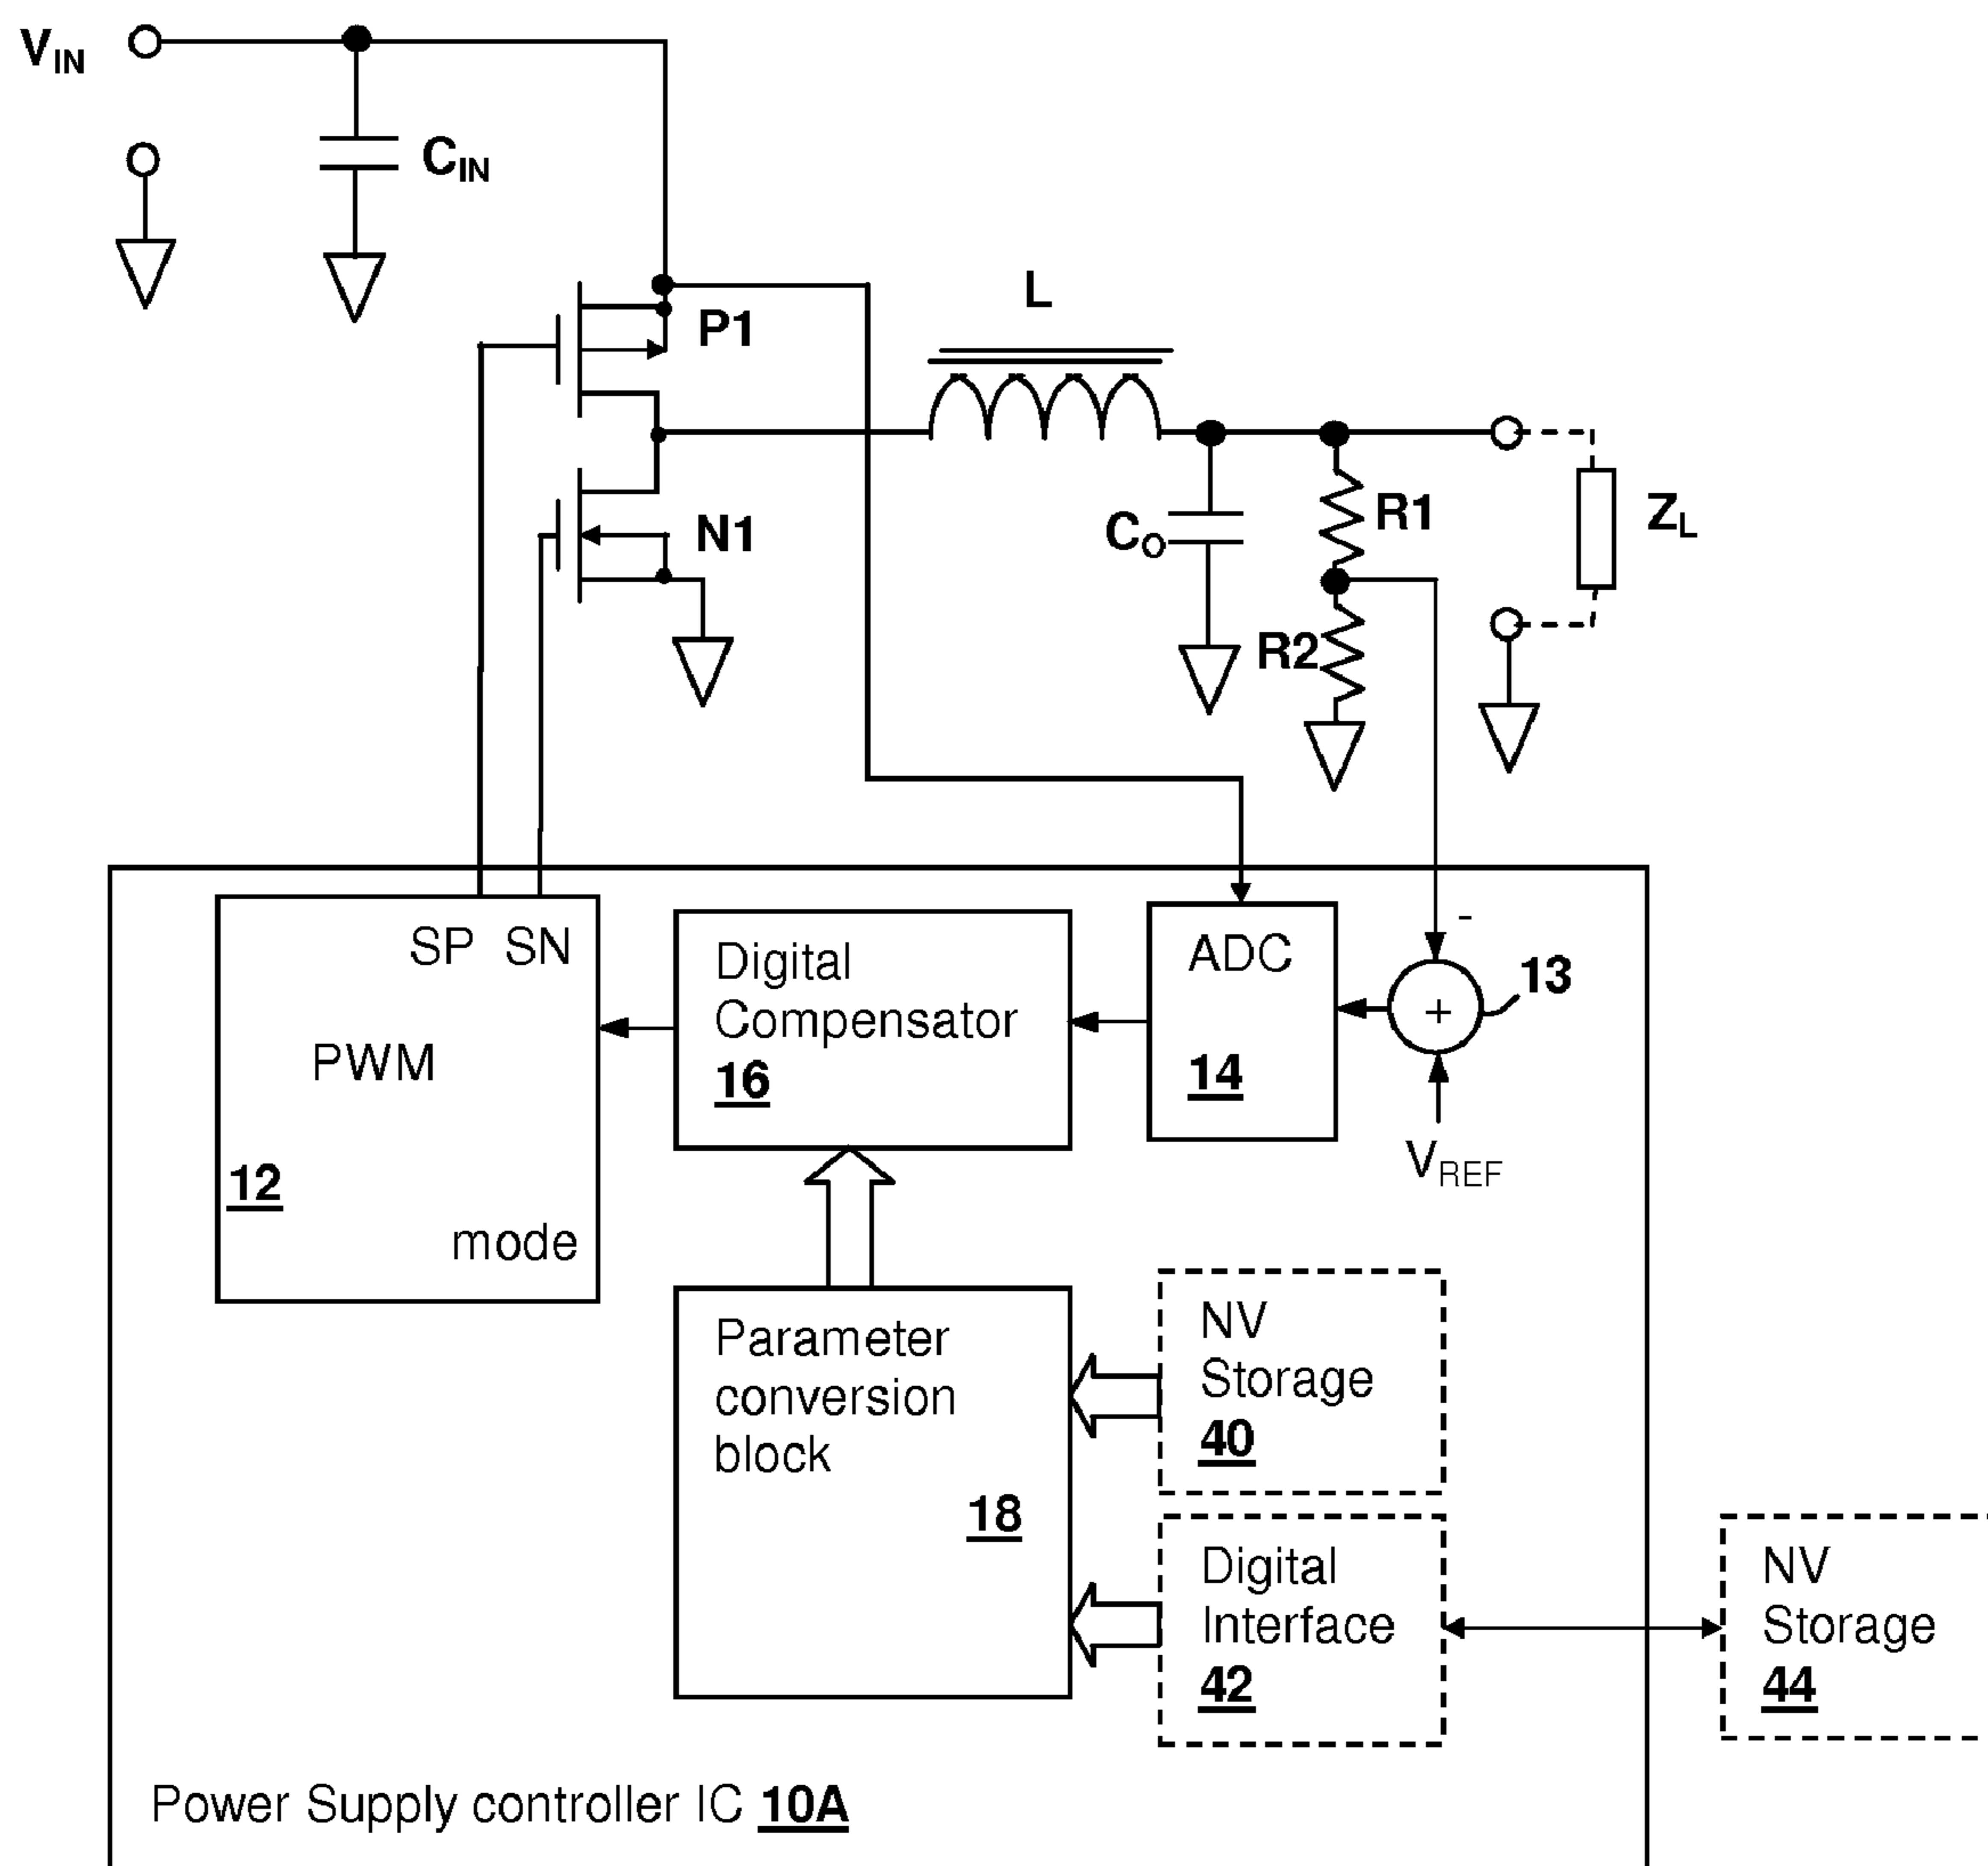 VIN
CIN
L
P1
N1
CO
R1
R2
ZL
SP SN
PWM
12
mode
Digital
Compensator
16
ADC
14
-
+
13
VREF
Parameter
conversion
block
18
NV
Storage
40
Digital
Interface
42
NV
Storage
44
Power Supply controller IC 10A